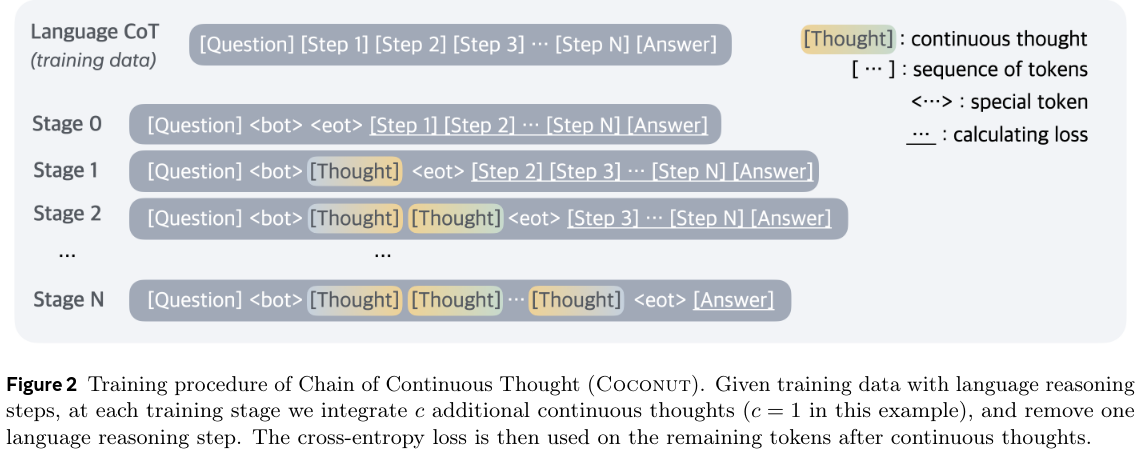 Language CoT
(training data)
[Question] [Step 1] [Step 2] [Step 3] ··· [Step N] [Answer]
[Thought] : continuous thought
[ ··· ] : sequence of tokens
<···> : special token
... : calculating loss
Stage 0
[Question] <bot> <eot> [Step 1] [Step 2] ··· [Step N] [Answer]
Stage 1
[Question] <bot> [Thought] <eot> [Step 2] [Step 3] ··· [Step N] [Answer]
Stage 2
[Question] <bot> [Thought] [Thought] <eot> [Step 3] ··· [Step N] [Answer]
... ...
Stage N
[Question] <bot> [Thought] [Thought] ··· [Thought] <eot> [Answer]
Figure 2 Training procedure of Chain of Continuous Thought (COCONUT). Given training data with language reasoning
steps, at each training stage we integrate c additional continuous thoughts (c = 1 in this example), and remove one
language reasoning step. The cross-entropy loss is then used on the remaining tokens after continuous thoughts.